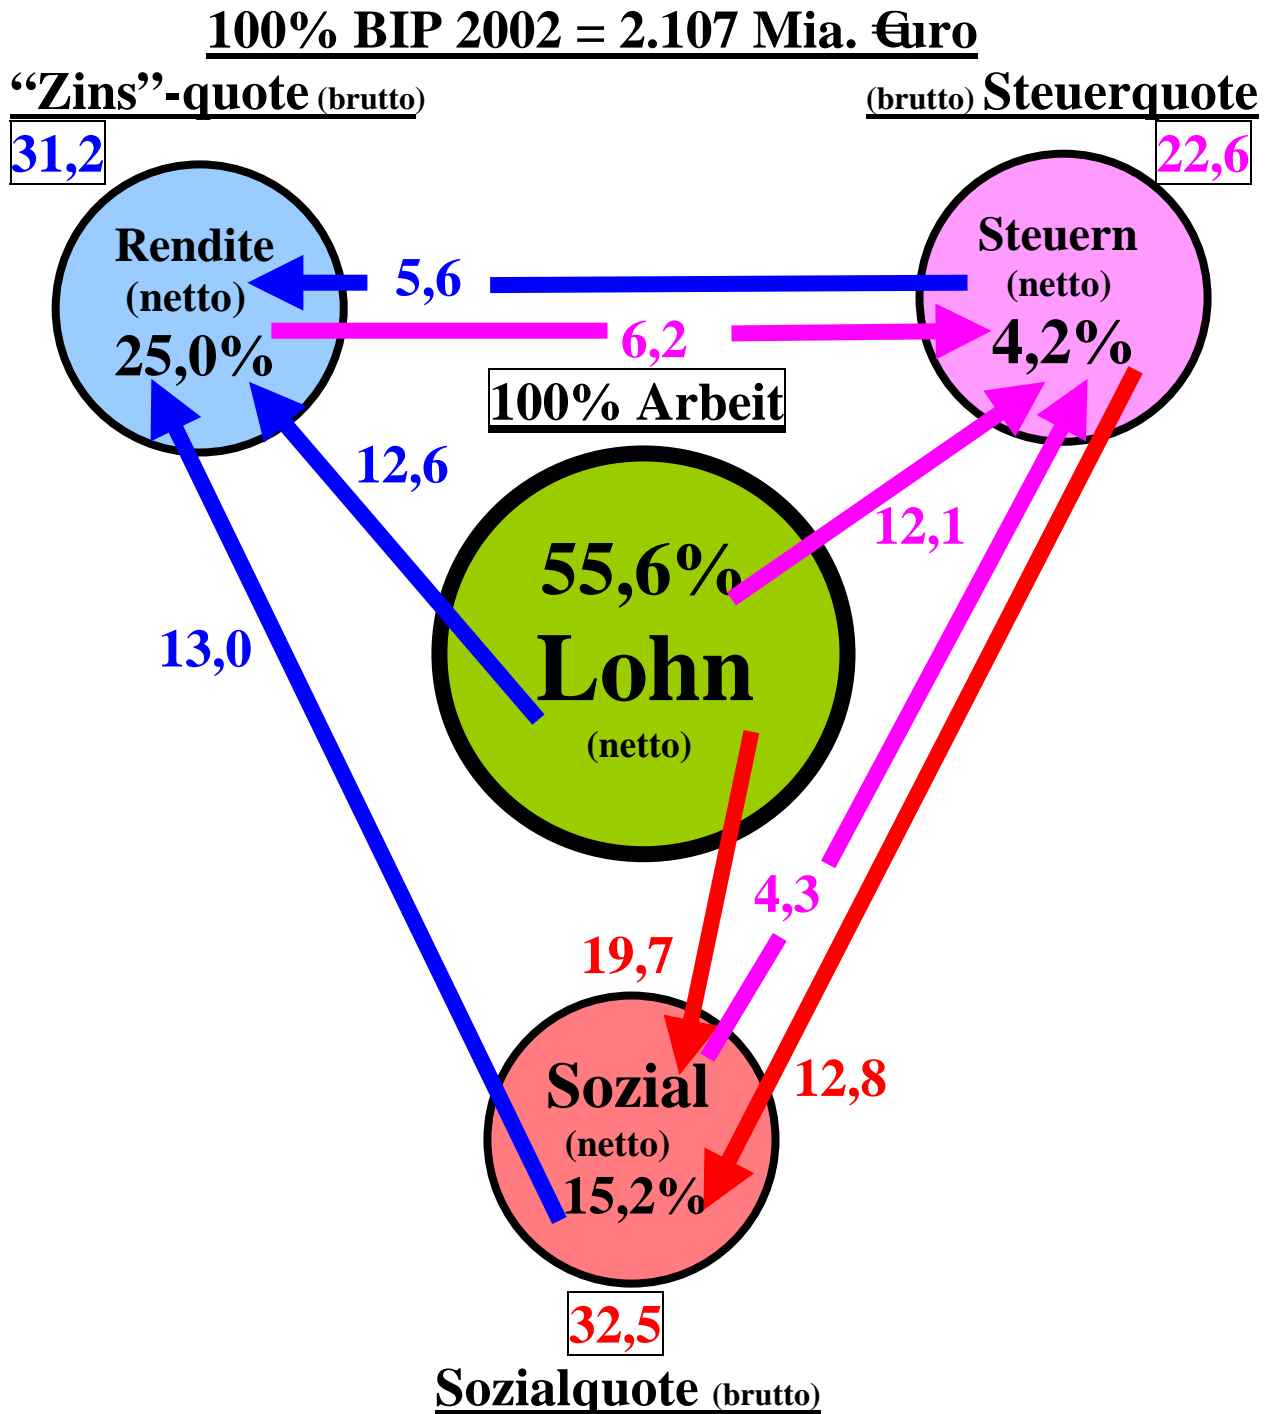 100% BIP 2002 = 2.107 Mia. €uro
“Zins”-quote (brutto)
(brutto) Steuerquote
31,2
22,6
Rendite
(netto)
25,0%
Steuern
(netto)
4,2%
5,6
6,2
100% Arbeit
12,6
12,1
55,6%
Lohn
(netto)
13,0
4,3
19,7
12,8
Sozial
(netto)
15,2%
32,5
Sozialquote (brutto)